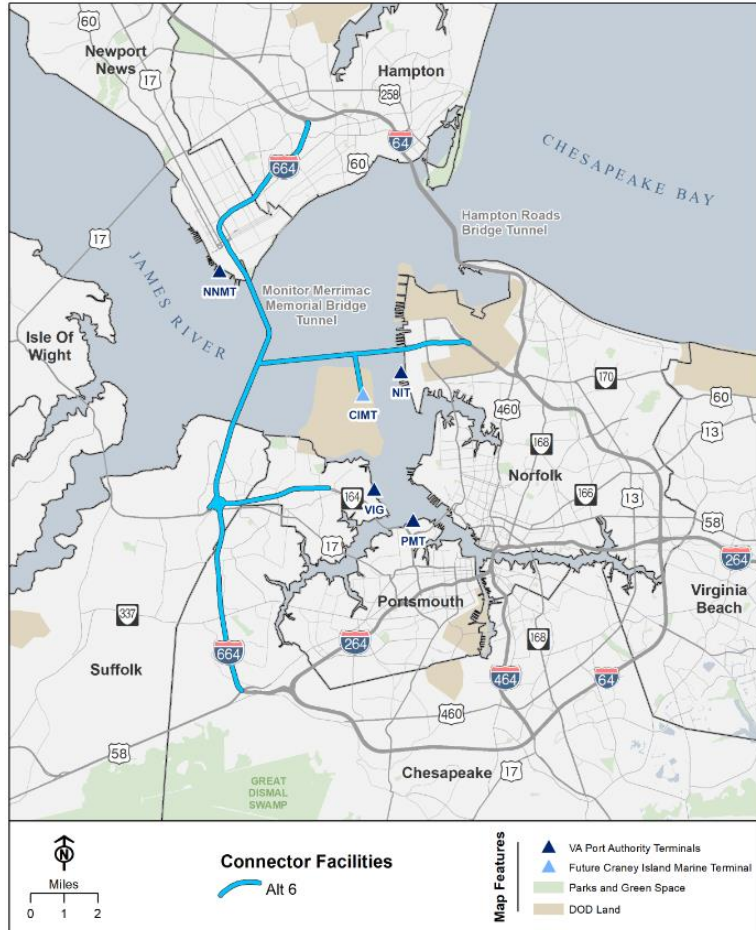 60
Newport
News
17
Hampton
258
64
60
664
CHESAPEAKE BAY
17
Hampton Roads
Bridge Tunnel
NNMT
Monitor Merrimac
Memorial Bridge
Tunnel
JAMES RIVER
Isle Of
Wight
NIT
170
CIMT
460
60
13
168
Norfolk
164
VIG
166
13
17
PMT
58
264
Virginia
Beach
Portsmouth
337
264
168
664
Suffolk
464
64
460
58
Chesapeake
17
GREAT
DISMAL
SWAMP
N
Miles
0 1 2
Connector Facilities
Alt 6
Map Features
VA Port Authority Terminals
Future Craney Island Marine Terminal
Parks and Green Space
DOD Land